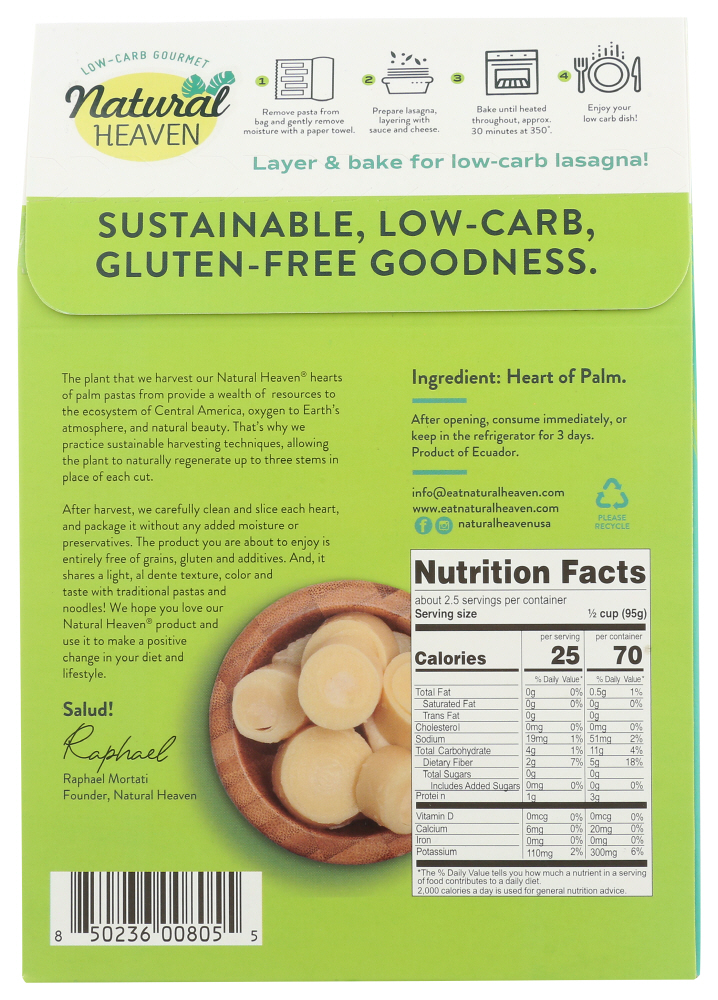 LOW-CARB GOURMET
Natural
HEAVEN
1
Remove pasta from
bag and gently remove
moisture with a paper towel.
2
Prepare lasagna,
layering with
sauce and cheese.
3
Bake until heated
throughout, approx.
30 minutes at 350°.
4
Enjoy your
low carb dish!
Layer & bake for low-carb lasagna!
SUSTAINABLE, LOW-CARB,
GLUTEN-FREE GOODNESS.
The plant that we harvest our Natural Heaven® hearts
of palm pastas from provide a wealth of resources to
the ecosystem of Central America, oxygen to Earth's
atmosphere, and natural beauty. That's why we
practice sustainable harvesting techniques, allowing
the plant to naturally regenerate up to three stems in
place of each cut.
After harvest, we carefully clean and slice each heart,
and package it without any added moisture or
preservatives. The product you are about to enjoy is
entirely free of grains, gluten and additives. And, it
shares a light, al dente texture, color and
taste with traditional pastas and
noodles! We hope you love our
Natural Heaven® product and
use it to make a positive
change in your diet and
lifestyle.
Salud!
Raphael
Raphael Mortati
Founder, Natural Heaven
8 50236 00805 5
Ingredient: Heart of Palm.
After opening, consume immediately, or
keep in the refrigerator for 3 days.
Product of Ecuador.
info@eatnaturalheaven.com
www.eatnaturalheaven.com
f naturalheavenusa
PLEASE
RECYCLE
Nutrition Facts
about 2.5 servings per container
Serving size ½ cup (95g)
per serving per container
Calories 25 70
% Daily Value* % Daily Value*
Total Fat 0g 0% 0.5g 1%
Saturated Fat 0g 0% 0g 0%
Trans Fat 0g 0g
Cholesterol 0mg 0% 0mg 0%
Sodium 19mg 1% 51mg 2%
Total Carbohydrate 4g 1% 11g 4%
Dietary Fiber 2g 7% 5g 18%
Total Sugars 0g 0g
Includes Added Sugars 0mg 0% 0g 0%
Protein 1g 3g
Vitamin D 0mcg 0% 0mcg 0%
Calcium 6mg 0% 20mg 0%
Iron 0mg 0% 0mg 0%
Potassium 110mg 2% 300mg 6%
*The % Daily Value tells you how much a nutrient in a serving
of food contributes to a daily diet.
2,000 calories a day is used for general nutrition advice.